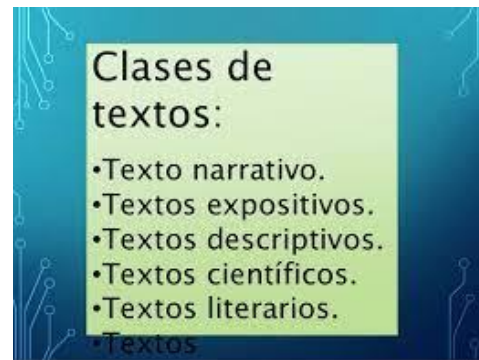 Clases de
textos:
•Texto narrativo.
•Textos expositivos.
•Textos descriptivos.
•Textos científicos.
•Textos literarios.
•Textos